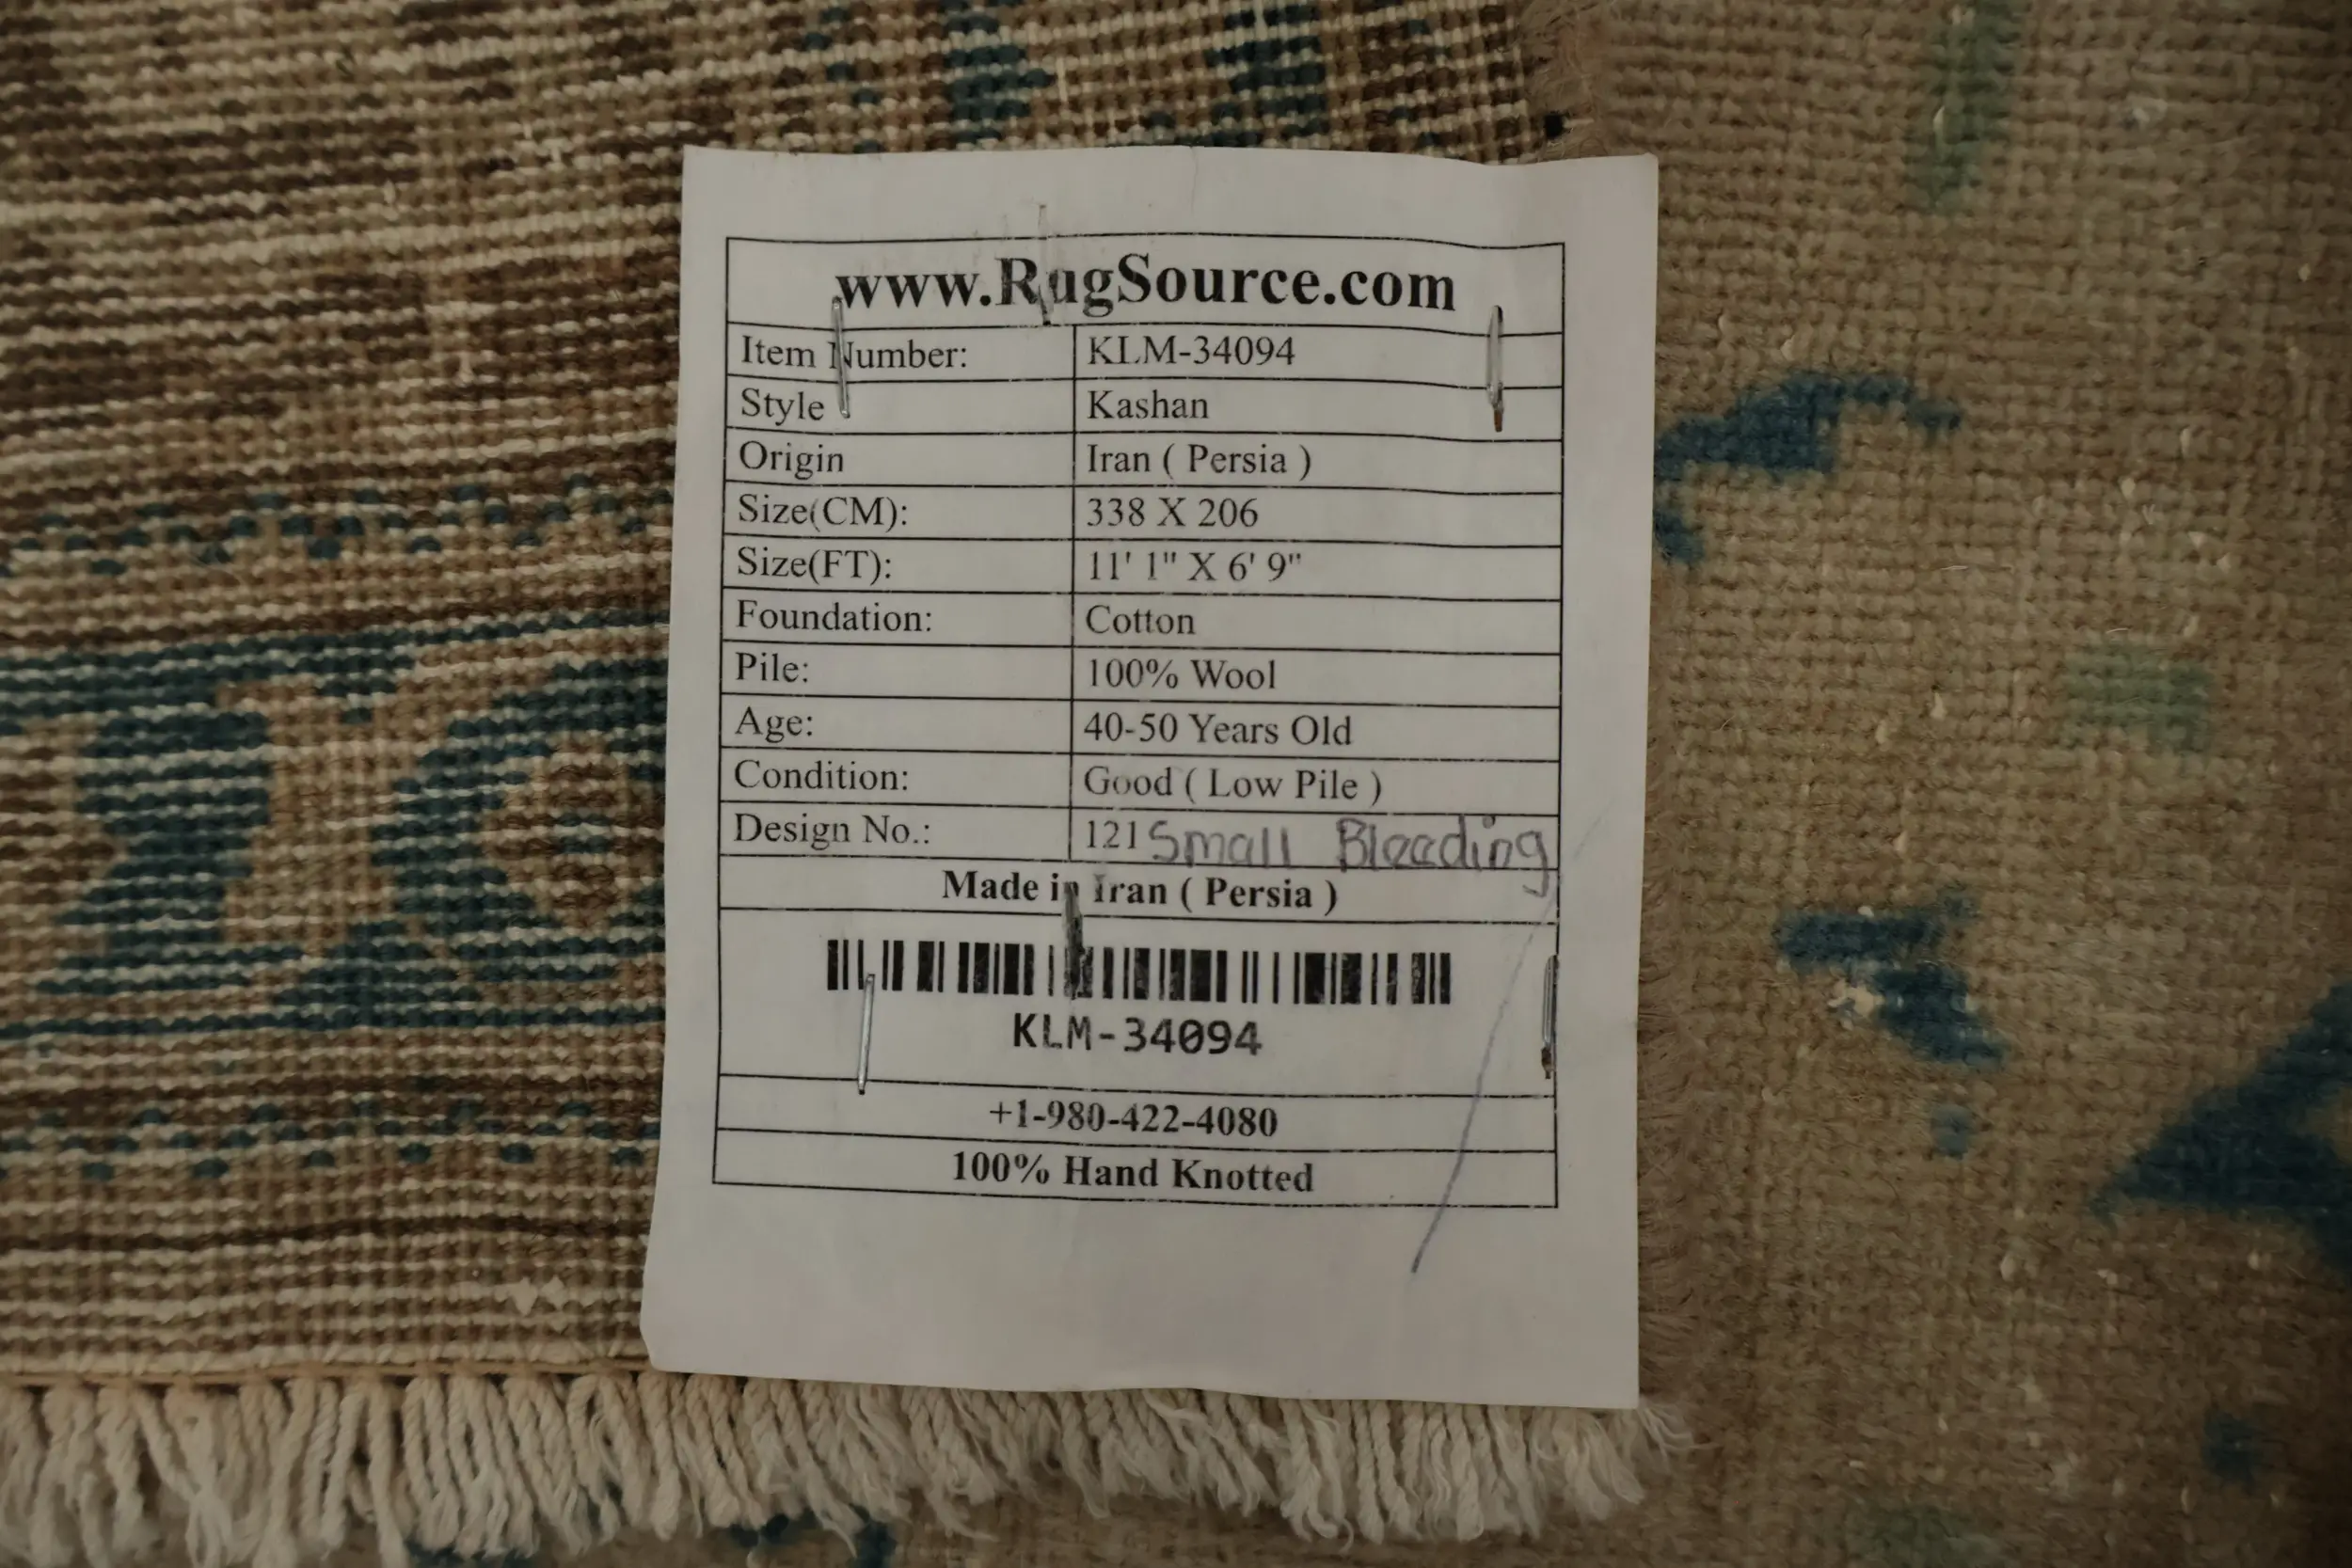 www.RugSource.com
Item Number: KLM-34094
Style Kashan
Origin Iran ( Persia )
Size(CM): 338 X 206
Size(FT): 11' 1" X 6' 9"
Foundation: Cotton
Pile: 100% Wool
Age: 40-50 Years Old
Condition: Good ( Low Pile )
Design No.: 121 Small Bleeding
Made in Iran ( Persia )
KLM-34094
+1-980-422-4080
100% Hand Knotted